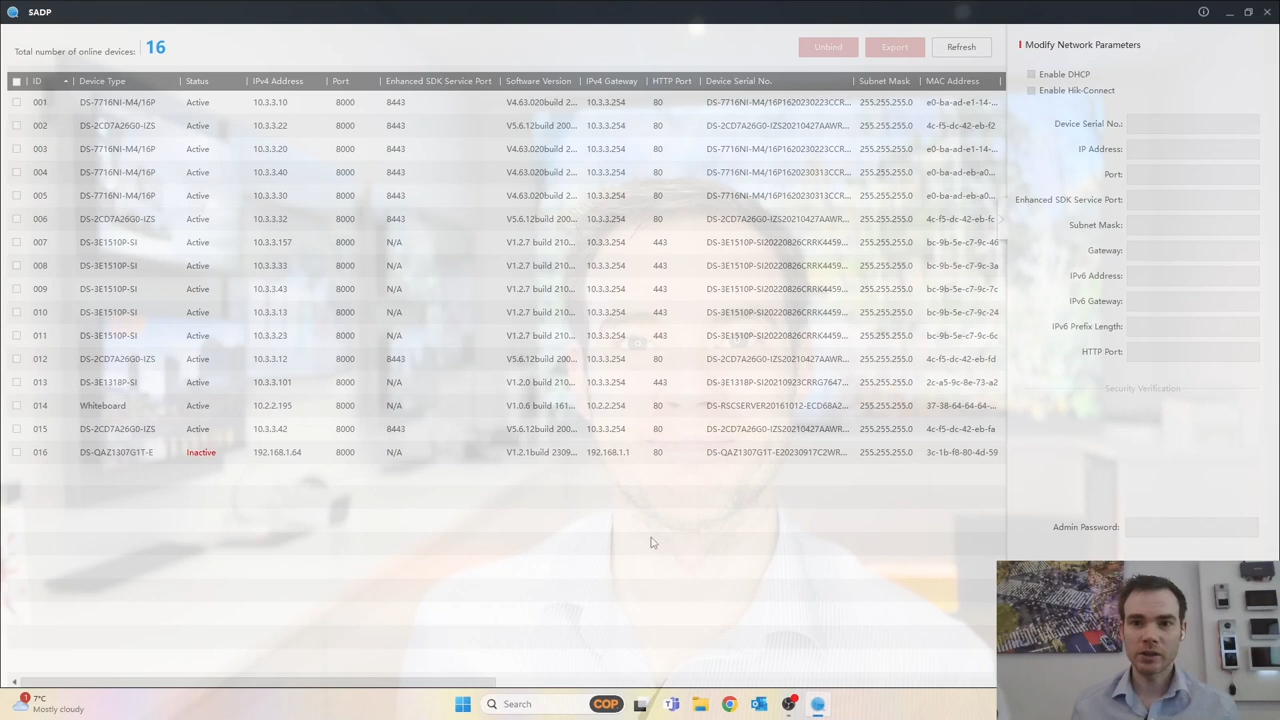 SADP
Total number of online devices: 16
Unbind Export Refresh
ID Device Type Status IPv4 Address Port Enhanced SDK Service Port Software Version IPv4 Gateway HTTP Port Device Serial No. Subnet Mask MAC Address
001 DS-7716NI-M4/16P Active 10.3.3.10 8000 8443 V4.63.020build 2... 10.3.3.254 80 DS-7716NI-M4/16P1620230223CCR... 255.255.255.0 e0-ba-ad-e1-14-...
002 DS-2CD7A26G0-IZS Active 10.3.3.22 8000 8443 V5.6.12build 200... 10.3.3.254 80 DS-2CD7A26G0-IZS20210427AAWR... 255.255.255.0 4c-f5-dc-42-eb-f2
003 DS-7716NI-M4/16P Active 10.3.3.20 8000 8443 V4.63.020build 2... 10.3.3.254 80 DS-7716NI-M4/16P1620230223CCR... 255.255.255.0 e0-ba-ad-e1-14-...
004 DS-7716NI-M4/16P Active 10.3.3.40 8000 8443 V4.63.020build 2... 10.3.3.254 80 DS-7716NI-M4/16P1620230313CCR... 255.255.255.0 e0-ba-ad-eb-a0...
005 DS-7716NI-M4/16P Active 10.3.3.30 8000 8443 V4.63.020build 2... 10.3.3.254 80 DS-7716NI-M4/16P1620230313CCR... 255.255.255.0 e0-ba-ad-eb-a0...
006 DS-2CD7A26G0-IZS Active 10.3.3.32 8000 8443 V5.6.12build 200... 10.3.3.254 80 DS-2CD7A26G0-IZS20210427AAWR... 255.255.255.0 4c-f5-dc-42-eb-fc
007 DS-3E1510P-SI Active 10.3.3.157 8000 N/A V1.2.7 build 210... 10.3.3.254 443 DS-3E1510P-SI20220826CRRK4459... 255.255.255.0 bc-9b-5e-c7-9c-46
008 DS-3E1510P-SI Active 10.3.3.33 8000 N/A V1.2.7 build 210... 10.3.3.254 443 DS-3E1510P-SI20220826CRRK4459... 255.255.255.0 bc-9b-5e-c7-9c-3a
009 DS-3E1510P-SI Active 10.3.3.43 8000 N/A V1.2.7 build 210... 10.3.3.254 443 DS-3E1510P-SI20220826CRRK4459... 255.255.255.0 bc-9b-5e-c7-9c-7c
010 DS-3E1510P-SI Active 10.3.3.13 8000 N/A V1.2.7 build 210... 10.3.3.254 443 DS-3E1510P-SI20220826CRRK4459... 255.255.255.0 bc-9b-5e-c7-9c-24
011 DS-3E1510P-SI Active 10.3.3.23 8000 N/A V1.2.7 build 210... 10.3.3.254 443 DS-3E1510P-SI20220826CRRK4459... 255.255.255.0 bc-9b-5e-c7-9c-30
012 DS-2CD7A26G0-IZS Active 10.3.3.12 8000 8443 V5.6.12build 200... 10.3.3.254 80 DS-2CD7A26G0-IZS20210427AAWR... 255.255.255.0 4c-f5-dc-42-eb-fd
013 DS-3E1318P-SI Active 10.3.3.101 8000 N/A V1.2.0 build 210... 10.3.3.254 443 DS-3E1318P-SI20210923CRRG7647... 255.255.255.0 2c-a5-9c-8e-73-a2
014 Whiteboard Active 10.2.2.195 8000 N/A V1.0.6 build 161... 10.2.2.254 80 DS-RSCSERVER20161012-ECD68A2... 255.255.255.0 37-38-64-64-64-...
015 DS-2CD7A26G0-IZS Active 10.3.3.42 8000 8443 V5.6.12build 200... 10.3.3.254 80 DS-2CD7A26G0-IZS20210427AAWR... 255.255.255.0 4c-f5-dc-42-eb-fa
016 DS-QAZ1307G1T-E Inactive 192.168.1.64 8000 N/A V1.2.1build 2309... 192.168.1.1 80 DS-QAZ1307G1T-E20230917C2WR... 255.255.255.0 3c-1b-f8-80-4d-59
Modify Network Parameters
Enable DHCP
Enable Hik-Connect
Device Serial No.:
IP Address:
Port:
Enhanced SDK Service Port:
Subnet Mask:
Gateway:
IPv6 Address:
IPv6 Gateway:
IPv6 Prefix Length:
HTTP Port:
Security Verification
Admin Password:
1 7°C
Mostly cloudy
Search COP